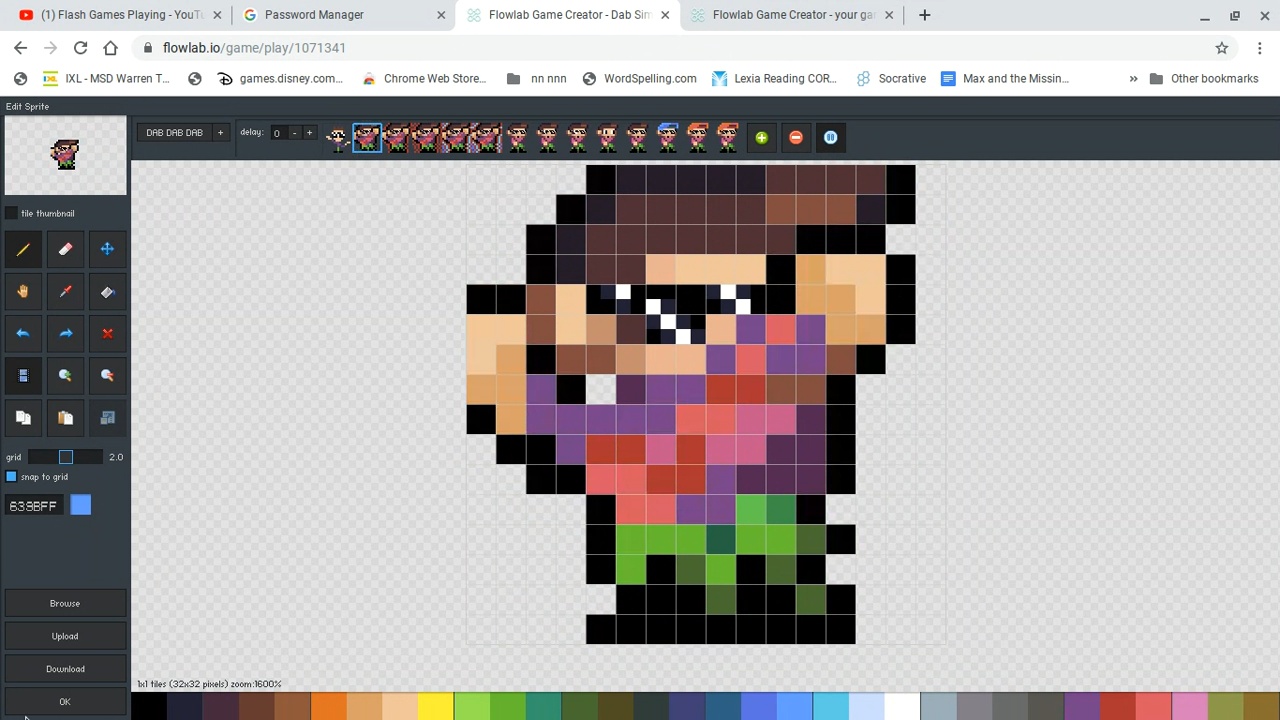 (1) Flash Games Playing - YouTu
Password Manager
Flowlab Game Creator - Dab Sim
Flowlab Game Creator - your ga
flowlab.io/game/play/1071341
IXL - MSD Warren T...
games.disney.com...
Chrome Web Store...
nn nnn
WordSpelling.com
Lexia Reading COR...
Socrative
Max and the Missin...
»
Other bookmarks
Edit Sprite
DAB DAB DAB
+
delay:
0
-
+
tile thumbnail
grid
2.0
snap to grid
639BFF
Browse
Upload
Download
OK
1x1 tiles (32x32 pixels) zoom:1600%